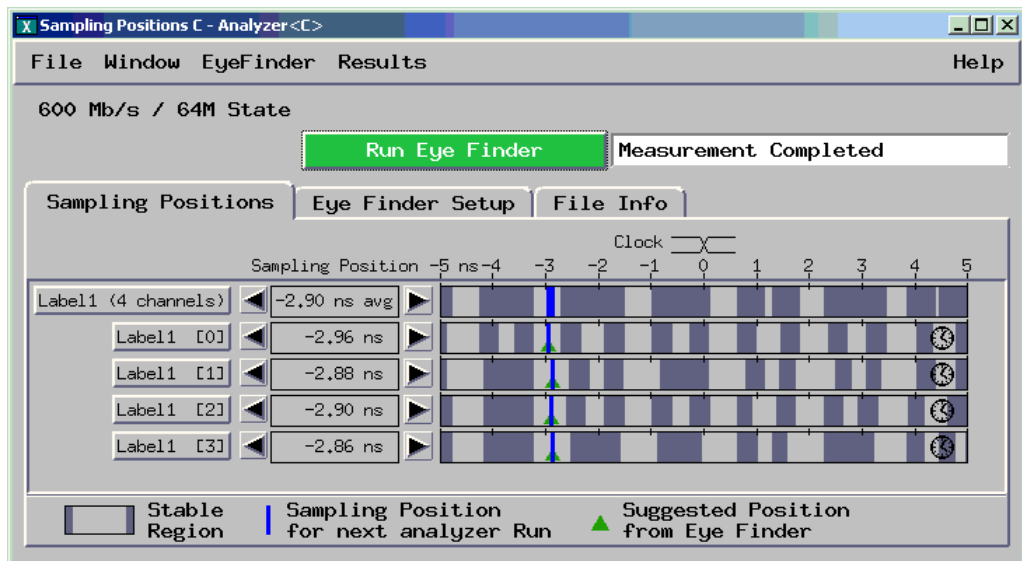 Sampling Positions C - Analyzer<C>
File Window EyeFinder Results Help
600 Mb/s / 64M State
Run Eye Finder Measurement Completed
Sampling Positions Eye Finder Setup File Info
Clock
Sampling Position -5 ns -4 -3 -2 -1 0 1 2 3 4 5
Label1 (4 channels) -2.90 ns avg
Label1 [0] -2.96 ns
Label1 [1] -2.88 ns
Label1 [2] -2.90 ns
Label1 [3] -2.86 ns
Stable Sampling Position Suggested Position
Region for next analyzer Run from Eye Finder